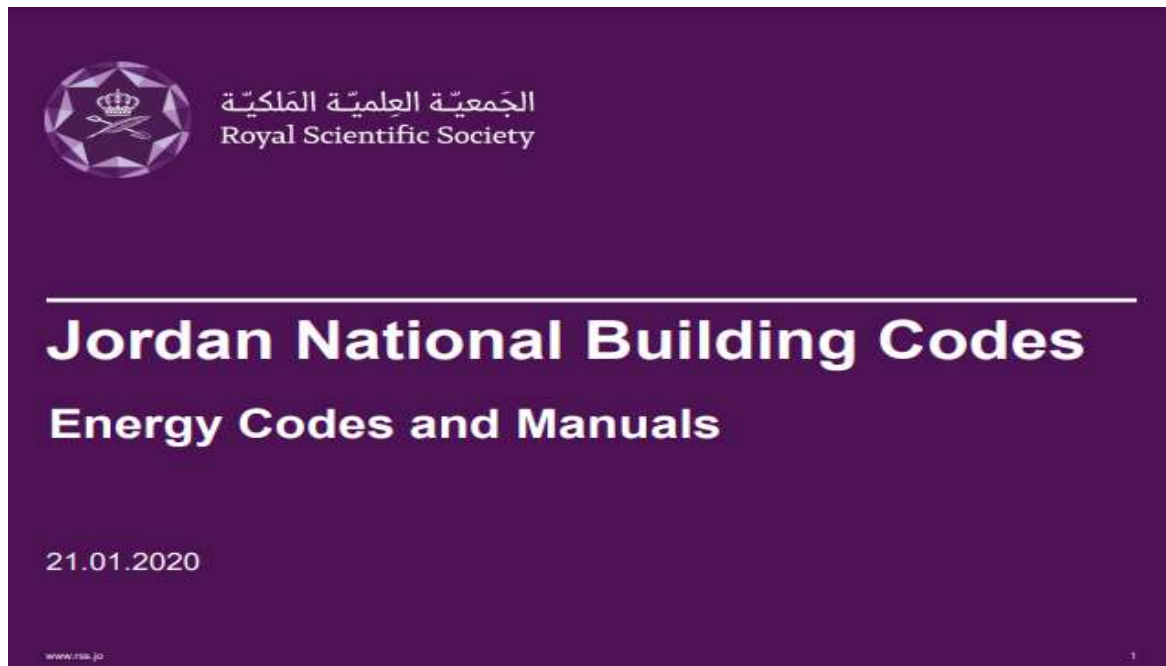 الجَمعيّـة العِلميّـة المَلكيّـة
Royal Scientific Society
Jordan National Building Codes
Energy Codes and Manuals
21.01.2020
www.rss.jo
1